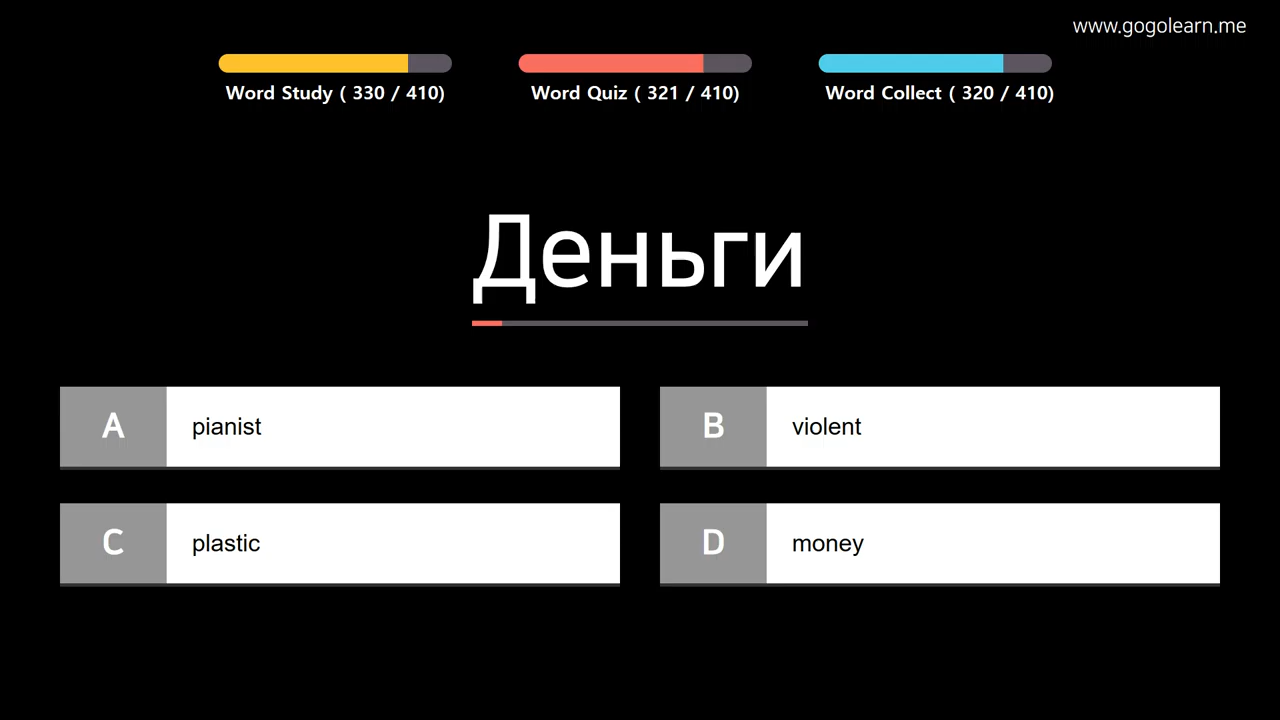 www.gogolearn.me
Word Study ( 330 / 410)
Word Quiz ( 321 / 410)
Word Collect ( 320 / 410)
Деньги
A pianist
B violent
C plastic
D money